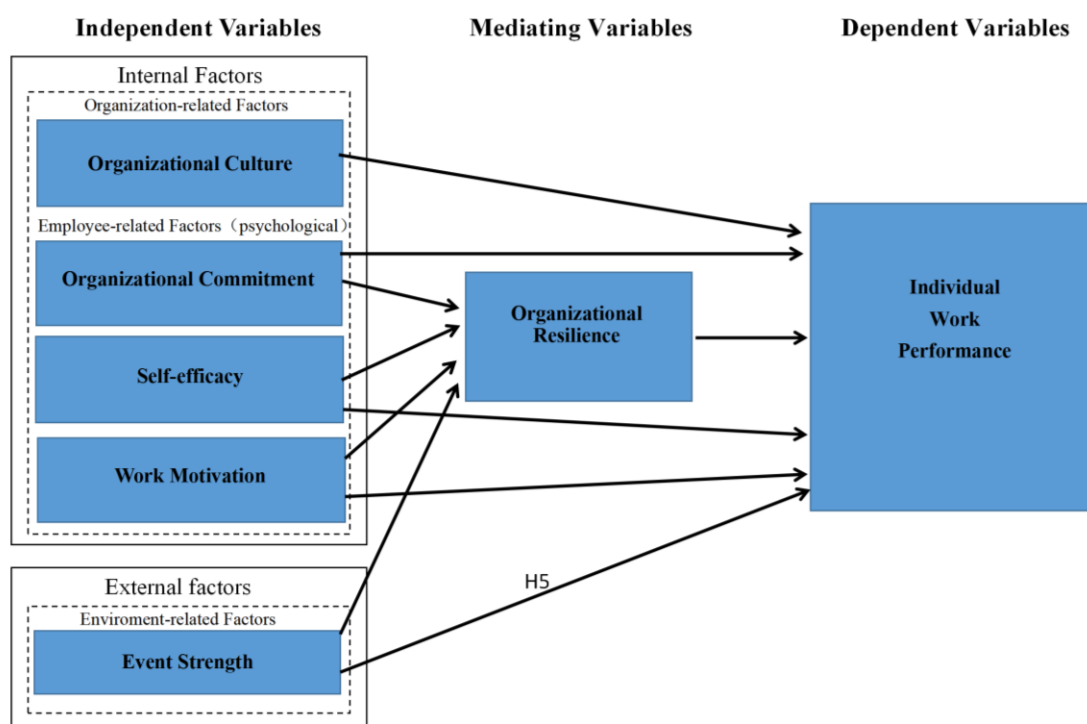 Independent Variables
Mediating Variables
Dependent Variables
Internal Factors
Organization-related Factors
Organizational Culture
Employee-related Factors（psychological）
Organizational Commitment
Self-efficacy
Work Motivation
Organizational
Resilience
Individual
Work
Performance
H5
External factors
Enviroment-related Factors
Event Strength